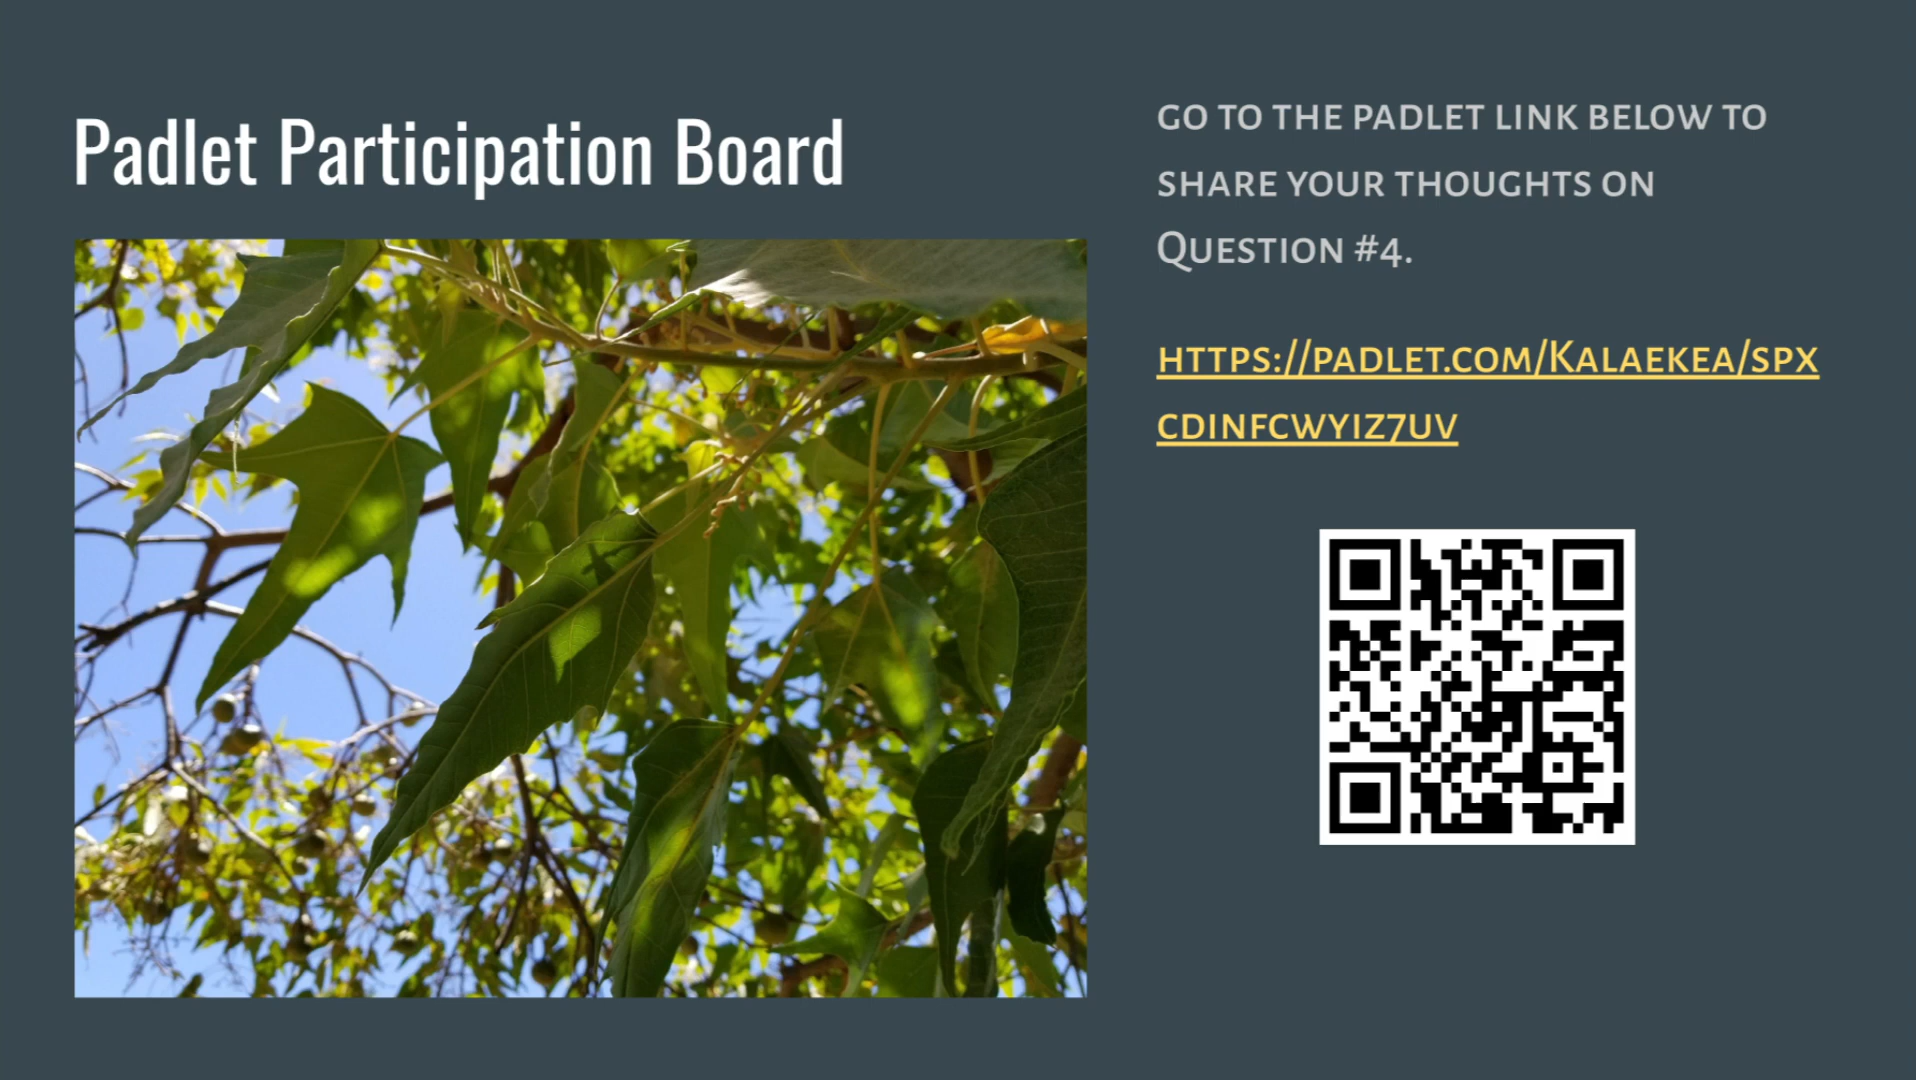 Padlet Participation Board
GO TO THE PADLET LINK BELOW TO
SHARE YOUR THOUGHTS ON
QUESTION #4.
HTTPS://PADLET.COM/KALAEKEA/SPX
CDINFCWYIZ7UV